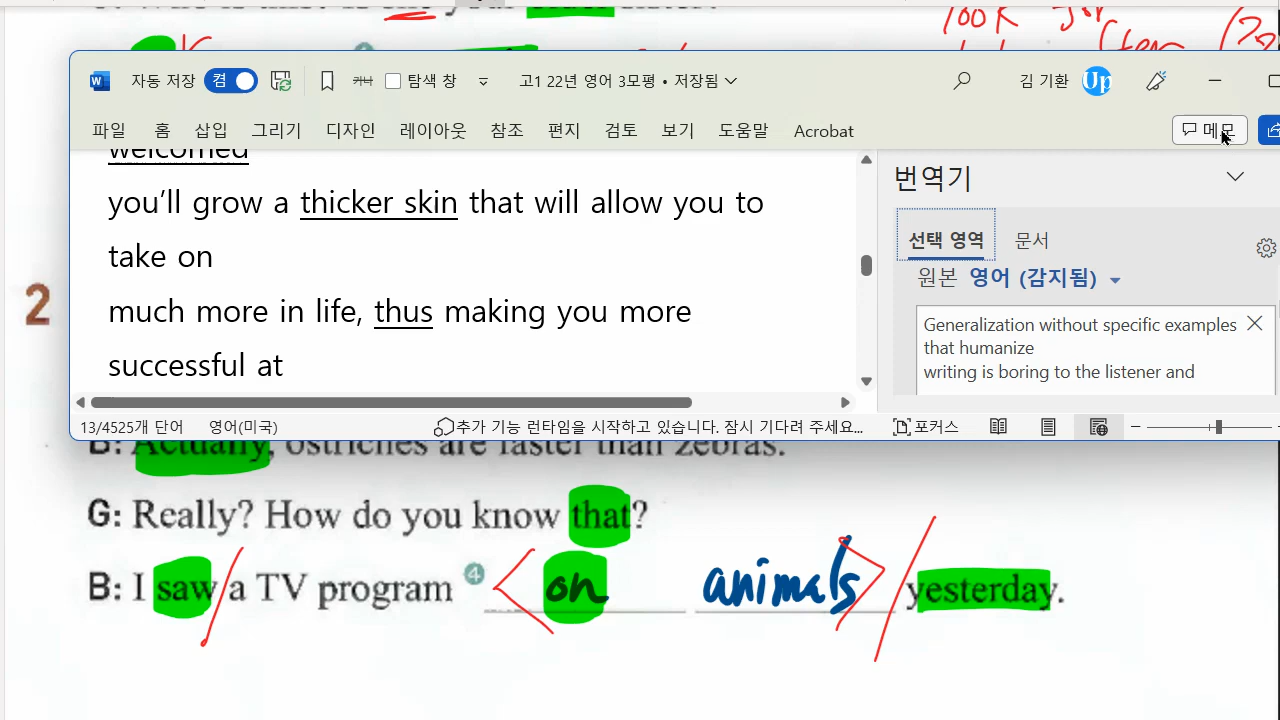 자동 저장 켬 가나 탐색 창 고1 22년 영어 3모평 • 저장됨 김 기환 Up
파일 홈 삽입 그리기 디자인 레이아웃 참조 편지 검토 보기 도움말 Acrobat 메모
welcomed
you’ll grow a thicker skin that will allow you to
take on
much more in life, thus making you more
successful at
번역기
선택 영역 문서
원본 영어 (감지됨)
Generalization without specific examples
that humanize
writing is boring to the listener and
13/4525개 단어 영어(미국) 추가 기능 런타임을 시작하고 있습니다. 잠시 기다려 주세요... 포커스
2
B: Actually, ostriches are faster than zebras.
G: Really? How do you know that?
B: I saw a TV program ④ on animals yesterday.